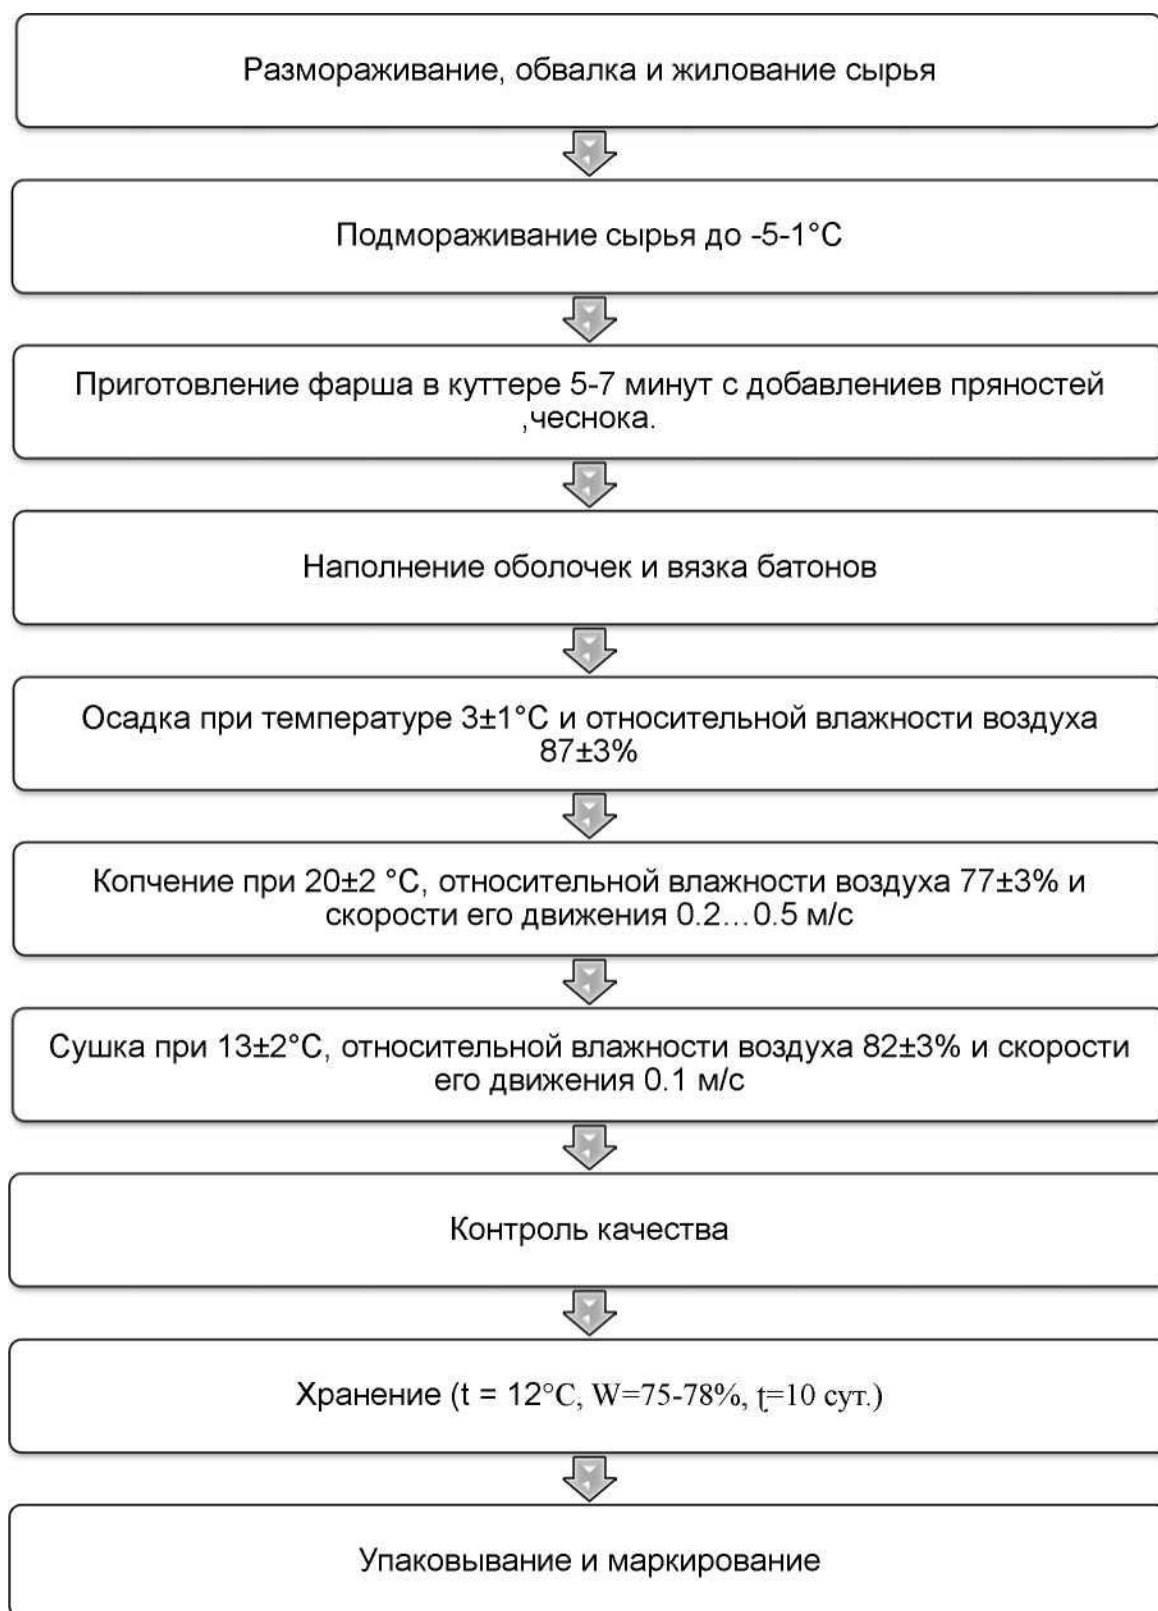 Размораживание, обвалка и жилование сырья
Подмораживание сырья до -5-1°С
Приготовление фарша в куттере 5-7 минут с добавлениев пряностей
,чеснока.
Наполнение оболочек и вязка батонов
Осадка при температуре 3±1°С и относительной влажности воздуха
87±3%
Копчение при 20±2 °С, относительной влажности воздуха 77±3% и
скорости его движения 0.2…0.5 м/с
Сушка при 13±2°С, относительной влажности воздуха 82±3% и скорости
его движения 0.1 м/с
Контроль качества
Хранение (t = 12°C, W=75-78%, ƫ=10 сут.)
Упаковывание и маркирование